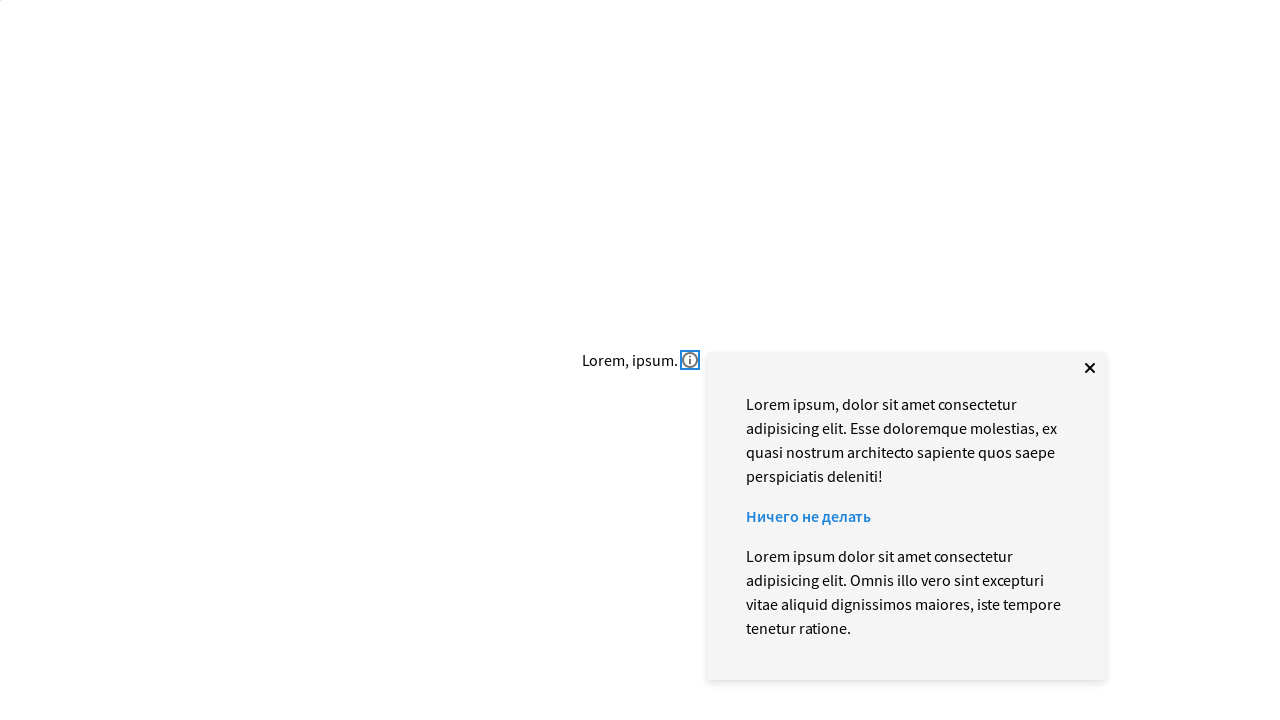 Lorem, ipsum.
Lorem ipsum, dolor sit amet consectetur
adipisicing elit. Esse doloremque molestias, ex
quasi nostrum architecto sapiente quos saepe
perspiciatis deleniti!
Ничего не делать
Lorem ipsum dolor sit amet consectetur
adipisicing elit. Omnis illo vero sint excepturi
vitae aliquid dignissimos maiores, iste tempore
tenetur ratione.